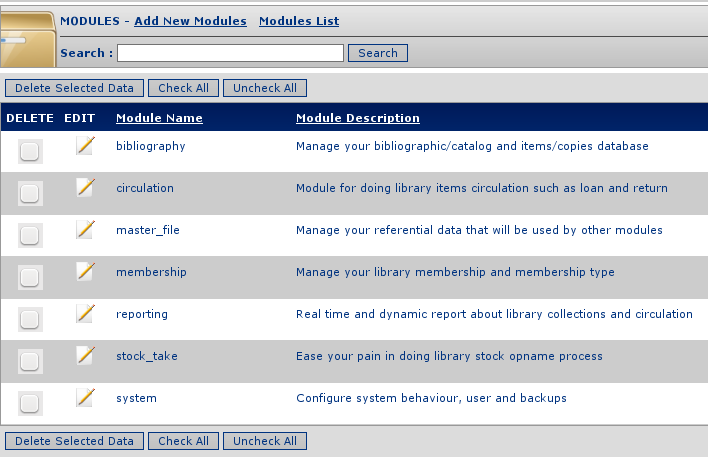 MODULES - Add New Modules Modules List
Search : Search
Delete Selected Data Check All Uncheck All
DELETE EDIT Module Name Module Description
bibliography Manage your bibliographic/catalog and items/copies database
circulation Module for doing library items circulation such as loan and return
master_file Manage your referential data that will be used by other modules
membership Manage your library membership and membership type
reporting Real time and dynamic report about library collections and circulation
stock_take Ease your pain in doing library stock opname process
system Configure system behaviour, user and backups
Delete Selected Data Check All Uncheck All